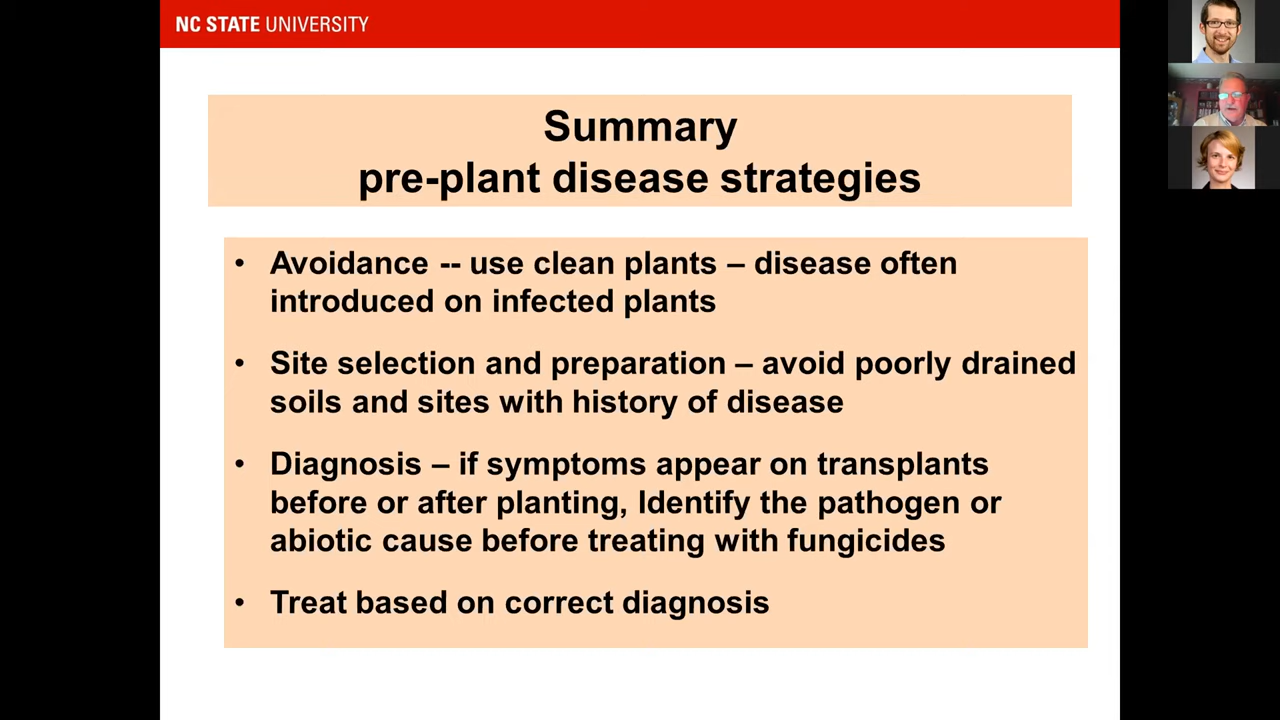 NC STATE UNIVERSITY
Summary
pre-plant disease strategies
• Avoidance -- use clean plants – disease often
introduced on infected plants
• Site selection and preparation – avoid poorly drained
soils and sites with history of disease
• Diagnosis – if symptoms appear on transplants
before or after planting, Identify the pathogen or
abiotic cause before treating with fungicides
• Treat based on correct diagnosis